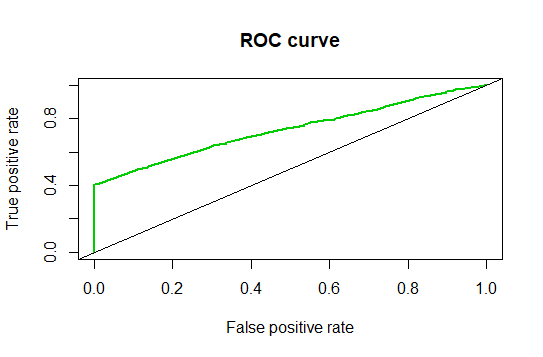 ROC curve
True positive rate
0.8
0.4
0.0
0.0 0.2 0.4 0.6 0.8 1.0
False positive rate